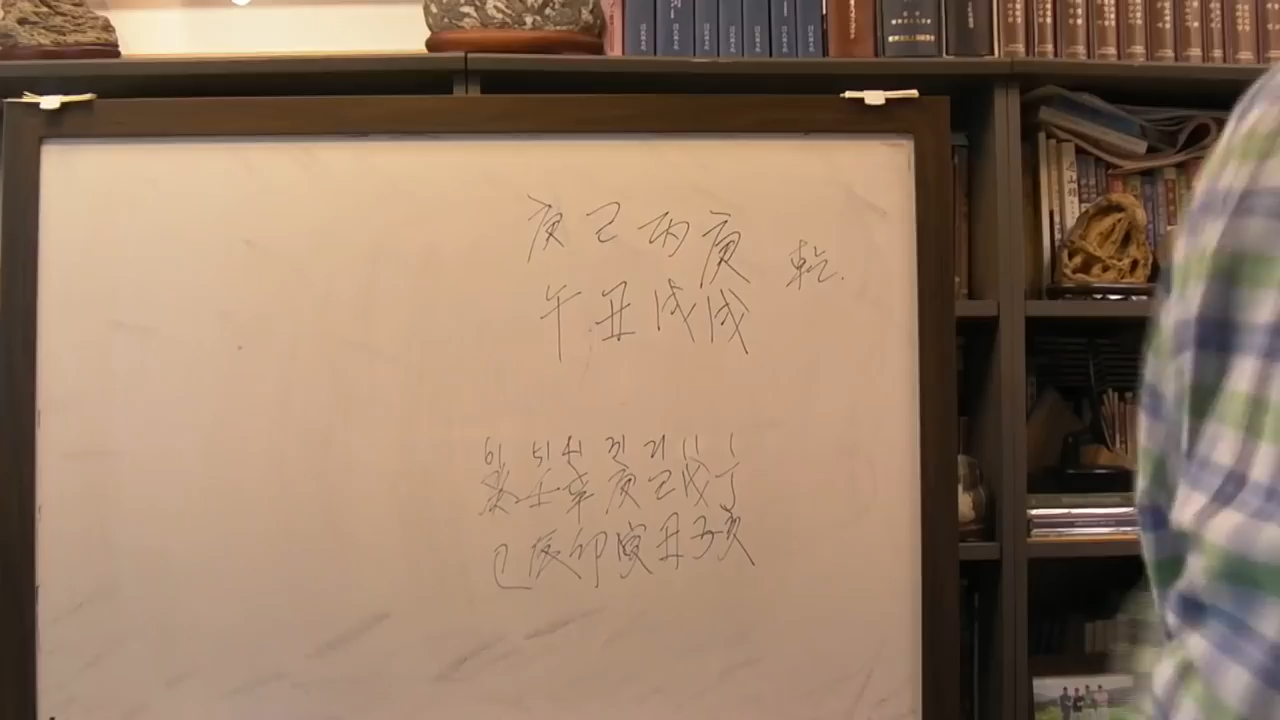 庚 己 丙 庚 乾
午 丑 戌 戌
61 51 41 31 21 11 1
癸 壬 辛 庚 己 戊 丁
巳 辰 卯 寅 丑 子 亥